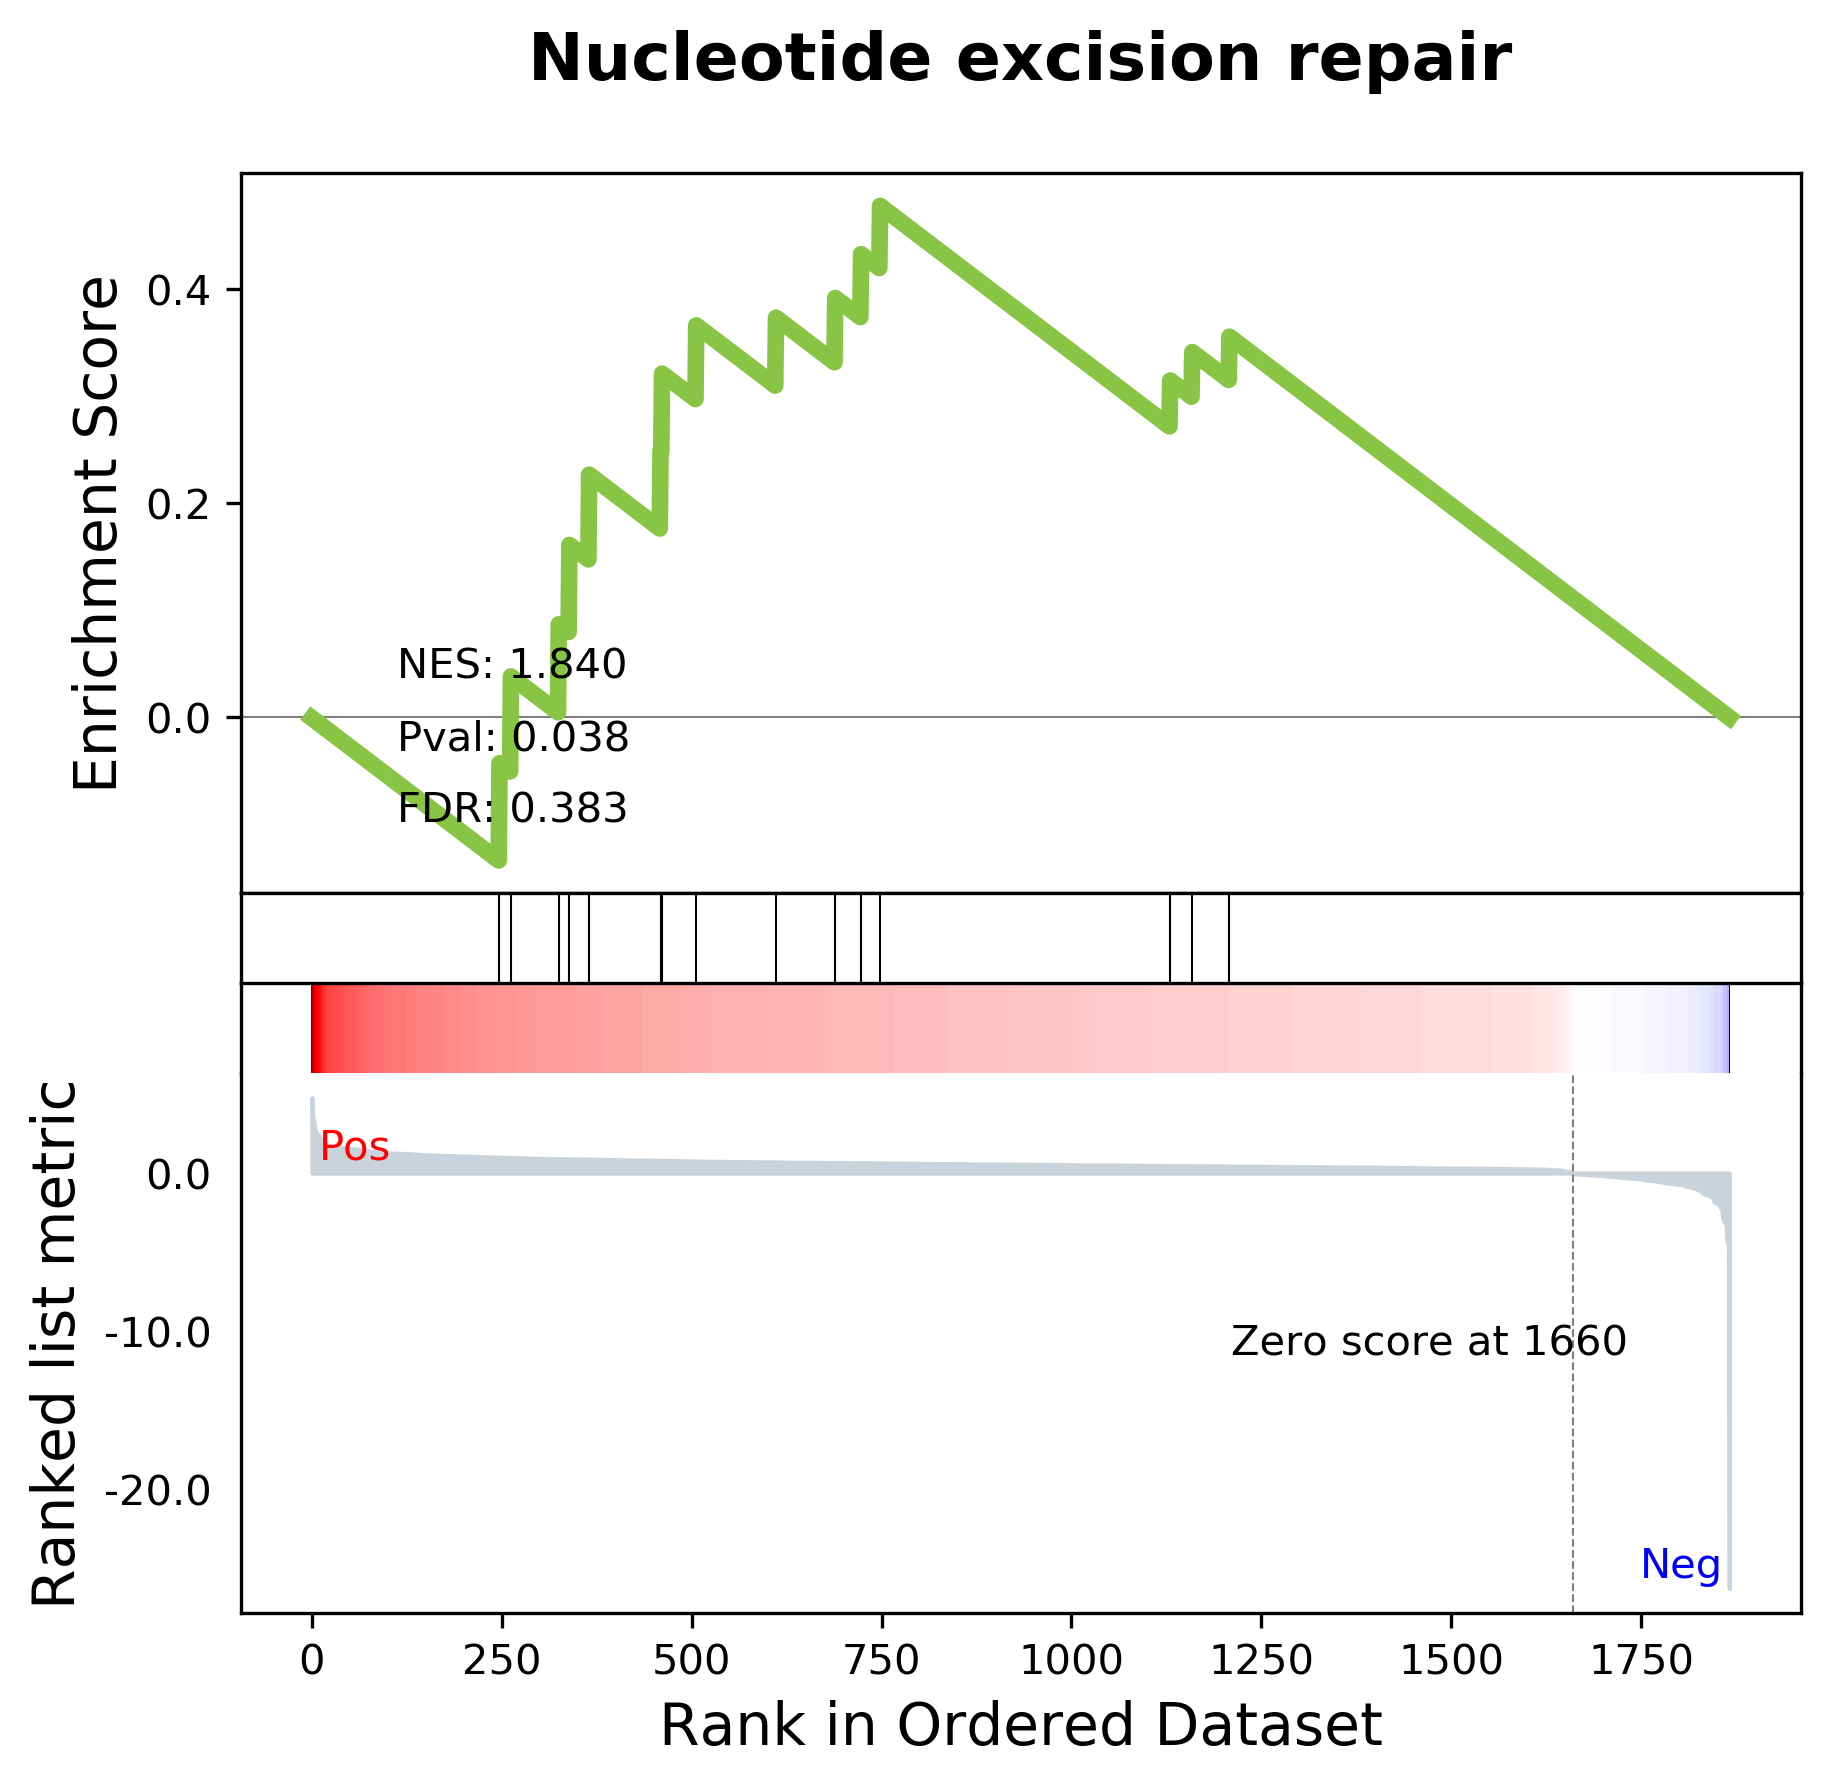 Nucleotide excision repair
Enrichment Score
0.4
0.2
0.0
NES: 1.840
Pval: 0.038
FDR: 0.383
Ranked list metric
Pos
0.0
-10.0
-20.0
Zero score at 1660
Neg
0 250 500 750 1000 1250 1500 1750
Rank in Ordered Dataset